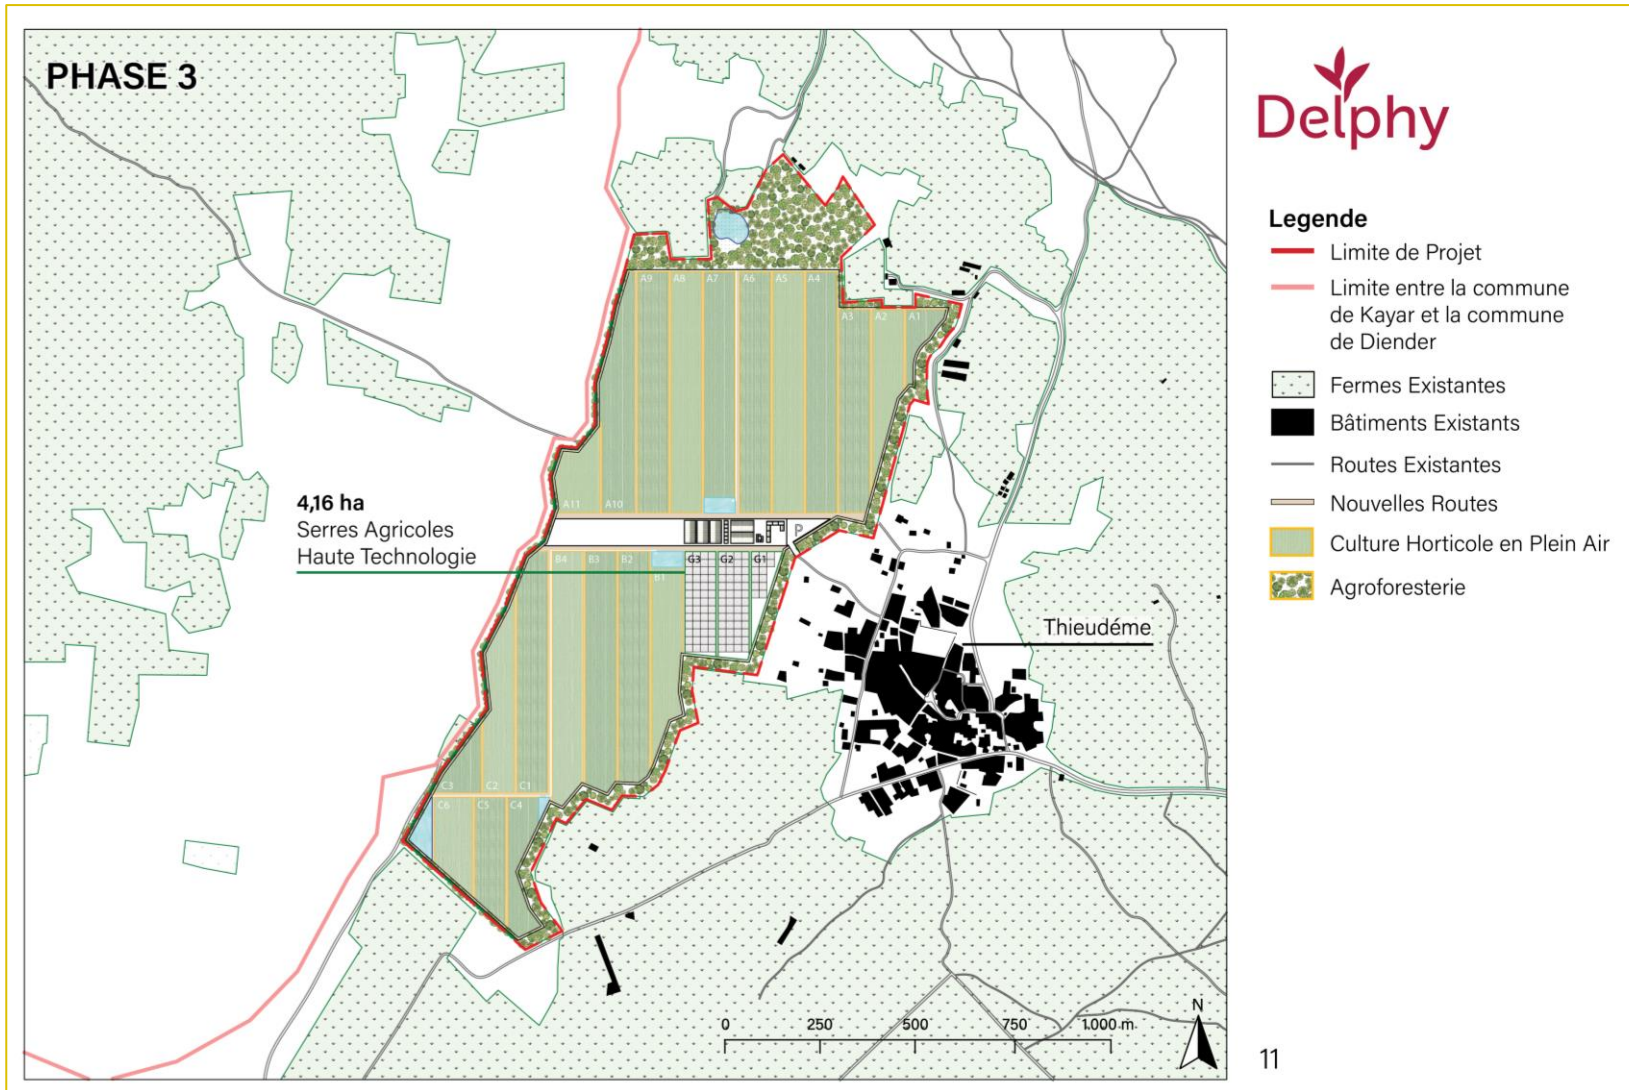 PHASE 3
Delphy
Legende
Limite de Projet
Limite entre la commune
de Kayar et la commune
de Diender
Fermes Existantes
Bâtiments Existants
Routes Existantes
Nouvelles Routes
Culture Horticole en Plein Air
Agroforesterie
A9 A8 A7 A6 A5 A4
A3 A2 A1
4,16 ha
Serres Agricoles
Haute Technologie
A11 A10
P
B4 B3 B2 G3 G2 G1
B1
Thieudéme
C3 C2 C1
C6 C5 C4
N
0 250 500 750 1.000 m
11